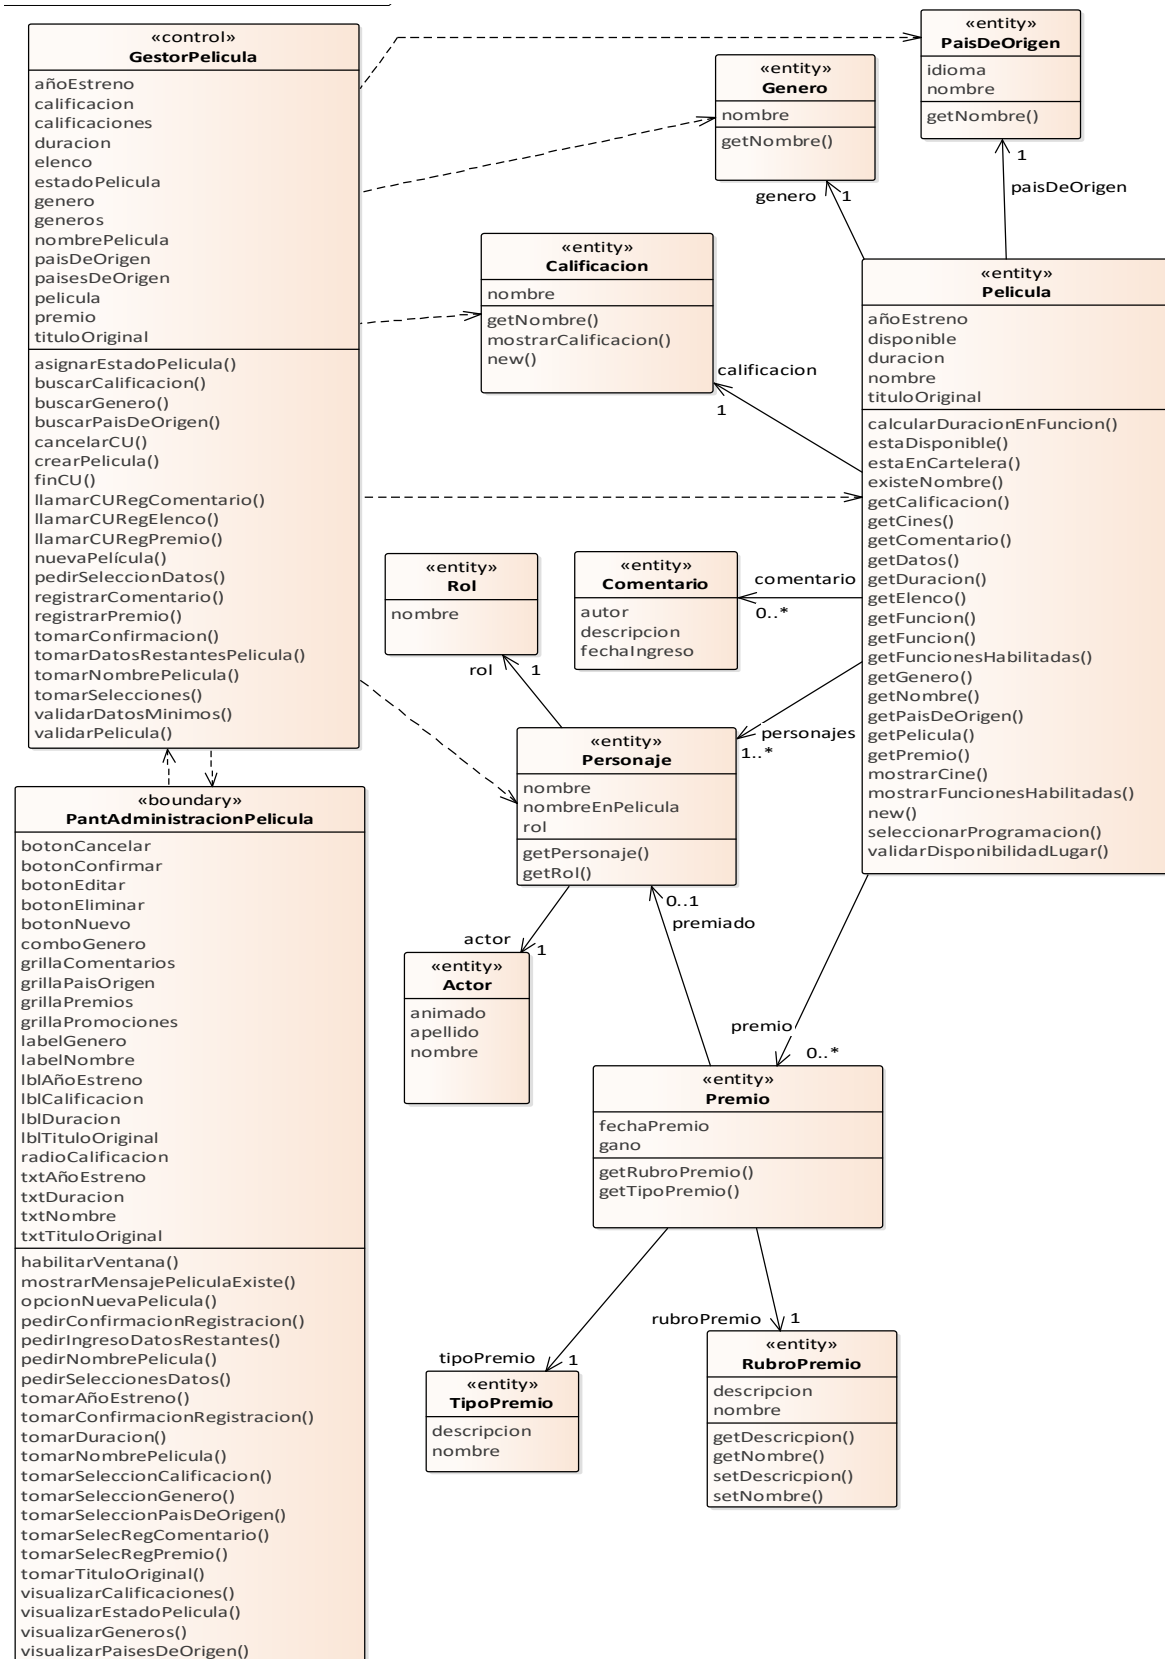 «control»
GestorPelicula
añoEstreno
calificacion
calificaciones
duracion
elenco
estadoPelicula
genero
generos
nombrePelicula
paisDeOrigen
paisesDeOrigen
pelicula
premio
tituloOriginal
asignarEstadoPelicula()
buscarCalificacion()
buscarGenero()
buscarPaisDeOrigen()
cancelarCU()
crearPelicula()
finCU()
llamarCURegComentario()
llamarCURegElenco()
llamarCURegPremio()
nuevaPelícula()
pedirSeleccionDatos()
registrarComentario()
registrarPremio()
tomarConfirmacion()
tomarDatosRestantesPelicula()
tomarNombrePelicula()
tomarSelecciones()
validarDatosMinimos()
validarPelicula()
«entity»
PaisDeOrigen
idioma
nombre
getNombre()
1
paisDeOrigen
«entity»
Genero
nombre
getNombre()
genero
1
«entity»
Calificacion
nombre
getNombre()
mostrarCalificacion()
new()
calificacion
1
«entity»
Pelicula
añoEstreno
disponible
duracion
nombre
tituloOriginal
calcularDuracionEnFuncion()
estaDisponible()
estaEnCartelera()
existeNombre()
getCalificacion()
getCines()
getComentario()
getDatos()
getDuracion()
getElenco()
getFuncion()
getFuncion()
getFuncionesHabilitadas()
getGenero()
getNombre()
getPaisDeOrigen()
getPelicula()
getPremio()
mostrarCine()
mostrarFuncionesHabilitadas()
new()
seleccionarProgramacion()
validarDisponibilidadLugar()
«entity»
Rol
nombre
rol
1
«entity»
Comentario
autor
descripcion
fechaIngreso
comentario
0..*
personajes
1..*
«entity»
Personaje
nombre
nombreEnPelicula
rol
getPersonaje()
getRol()
0..1
premiado
actor
1
«entity»
Actor
animado
apellido
nombre
premio
0..*
«entity»
Premio
fechaPremio
gano
getRubroPremio()
getTipoPremio()
tipoPremio
1
«entity»
TipoPremio
descripcion
nombre
rubroPremio
1
«entity»
RubroPremio
descripcion
nombre
getDescricpion()
getNombre()
setDescricpion()
setNombre()
«boundary»
PantAdministracionPelicula
botonCancelar
botonConfirmar
botonEditar
botonEliminar
botonNuevo
comboGenero
grillaComentarios
grillaPaisOrigen
grillaPremios
grillaPromociones
labelGenero
labelNombre
lblAñoEstreno
lblCalificacion
lblDuracion
lblTituloOriginal
radioCalificacion
txtAñoEstreno
txtDuracion
txtNombre
txtTituloOriginal
habilitarVentana()
mostrarMensajePeliculaExiste()
opcionNuevaPelicula()
pedirConfirmacionRegistracion()
pedirIngresoDatosRestantes()
pedirNombrePelicula()
pedirSeleccionesDatos()
tomarAñoEstreno()
tomarConfirmacionRegistracion()
tomarDuracion()
tomarNombrePelicula()
tomarSeleccionCalificacion()
tomarSeleccionGenero()
tomarSeleccionPaisDeOrigen()
tomarSelecRegComentario()
tomarSelecRegPremio()
tomarTituloOriginal()
visualizarCalificaciones()
visualizarEstadoPelicula()
visualizarGeneros()
visualizarPaisesDeOrigen()